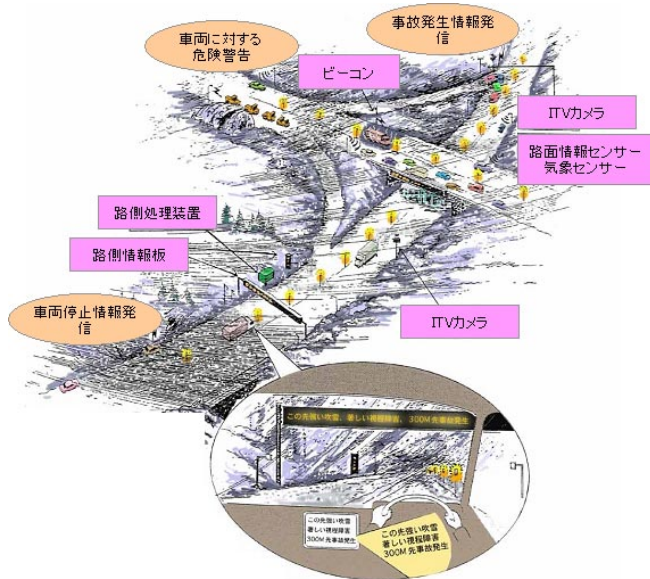 車両に対する
危険警告
事故発生情報発
信
ビーコン
ITVカメラ
路面情報センサー
気象センサー
路側処理装置
路側情報板
車両停止情報発
信
ITVカメラ
この先強い吹雪、著しい視程障害、300M先事故発生
この先強い吹雪
著しい視程障害
300M先事故発生
この先強い吹雪
著しい視程障害
300M先事故発生